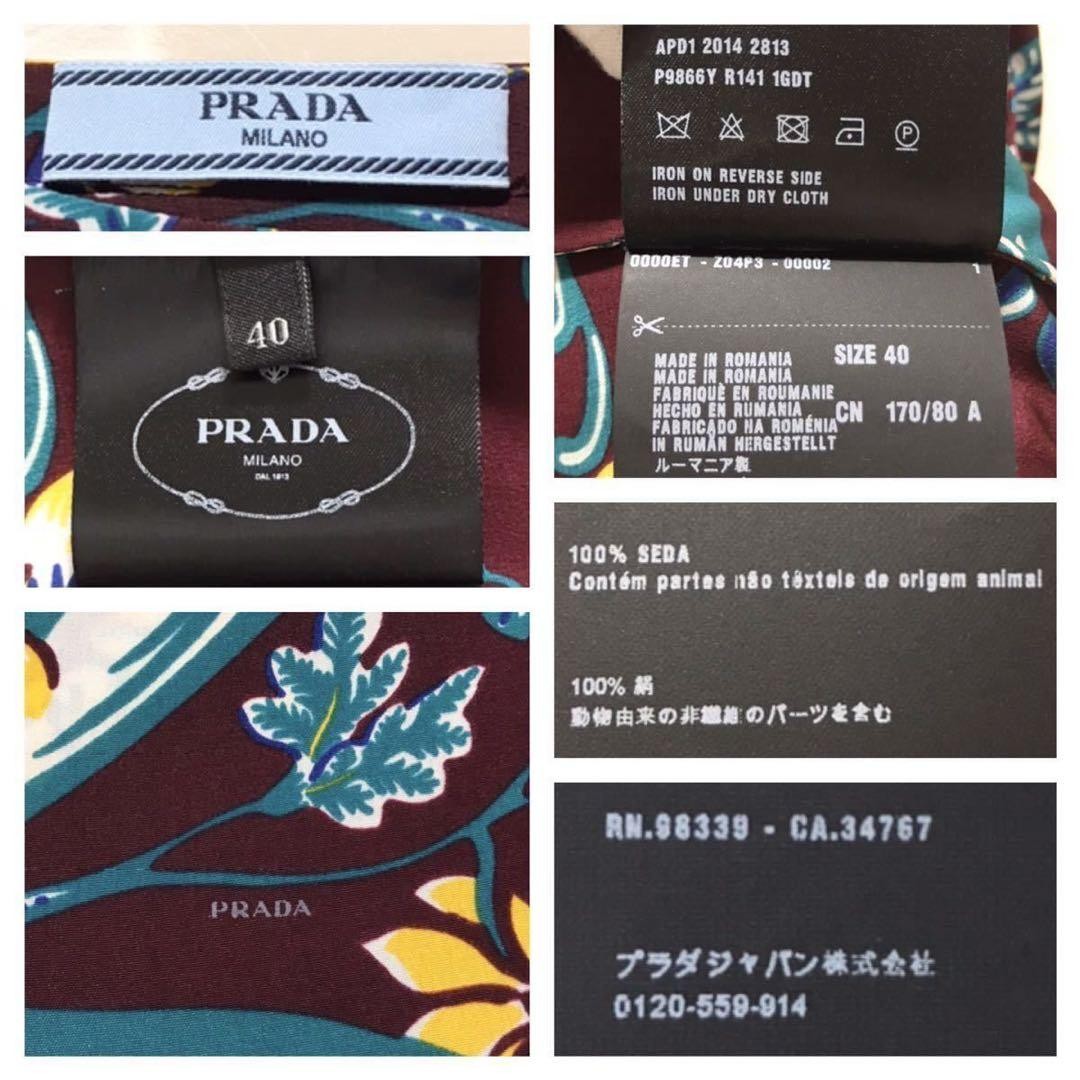 PRADA
MILANO
40
PRADA
MILANO
DAL 1913
PRADA
APD1 2014 2813
P9866Y R141 1GDT
P
IRON ON REVERSE SIDE
IRON UNDER DRY CLOTH
0000ET - Z04P3 - 00002 1
MADE IN ROMANIA SIZE 40
MADE IN ROMANIA
FABRIQUÉ EN ROUMANIE
HECHO EN RUMANIA CN 170/80 A
FABRICADO NA ROMÉNIA
IN RUMÄN HERGESTELLT
ルーマニア製
100% SEDA
Contém partes não têxteis de origem animal
100% 絹
動物由来の非繊維のパーツを含む
RN.98339 - CA.34767
プラダジャパン株式会社
0120-559-914